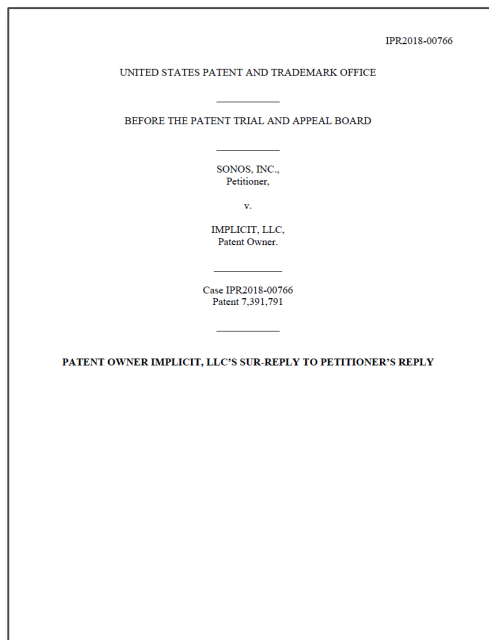 IPR2018-00766
UNITED STATES PATENT AND TRADEMARK OFFICE
BEFORE THE PATENT TRIAL AND APPEAL BOARD
SONOS, INC.,
Petitioner,
v.
IMPLICIT, LLC,
Patent Owner.
Case IPR2018-00766
Patent 7,391,791
PATENT OWNER IMPLICIT, LLC’S SUR-REPLY TO PETITIONER’S REPLY